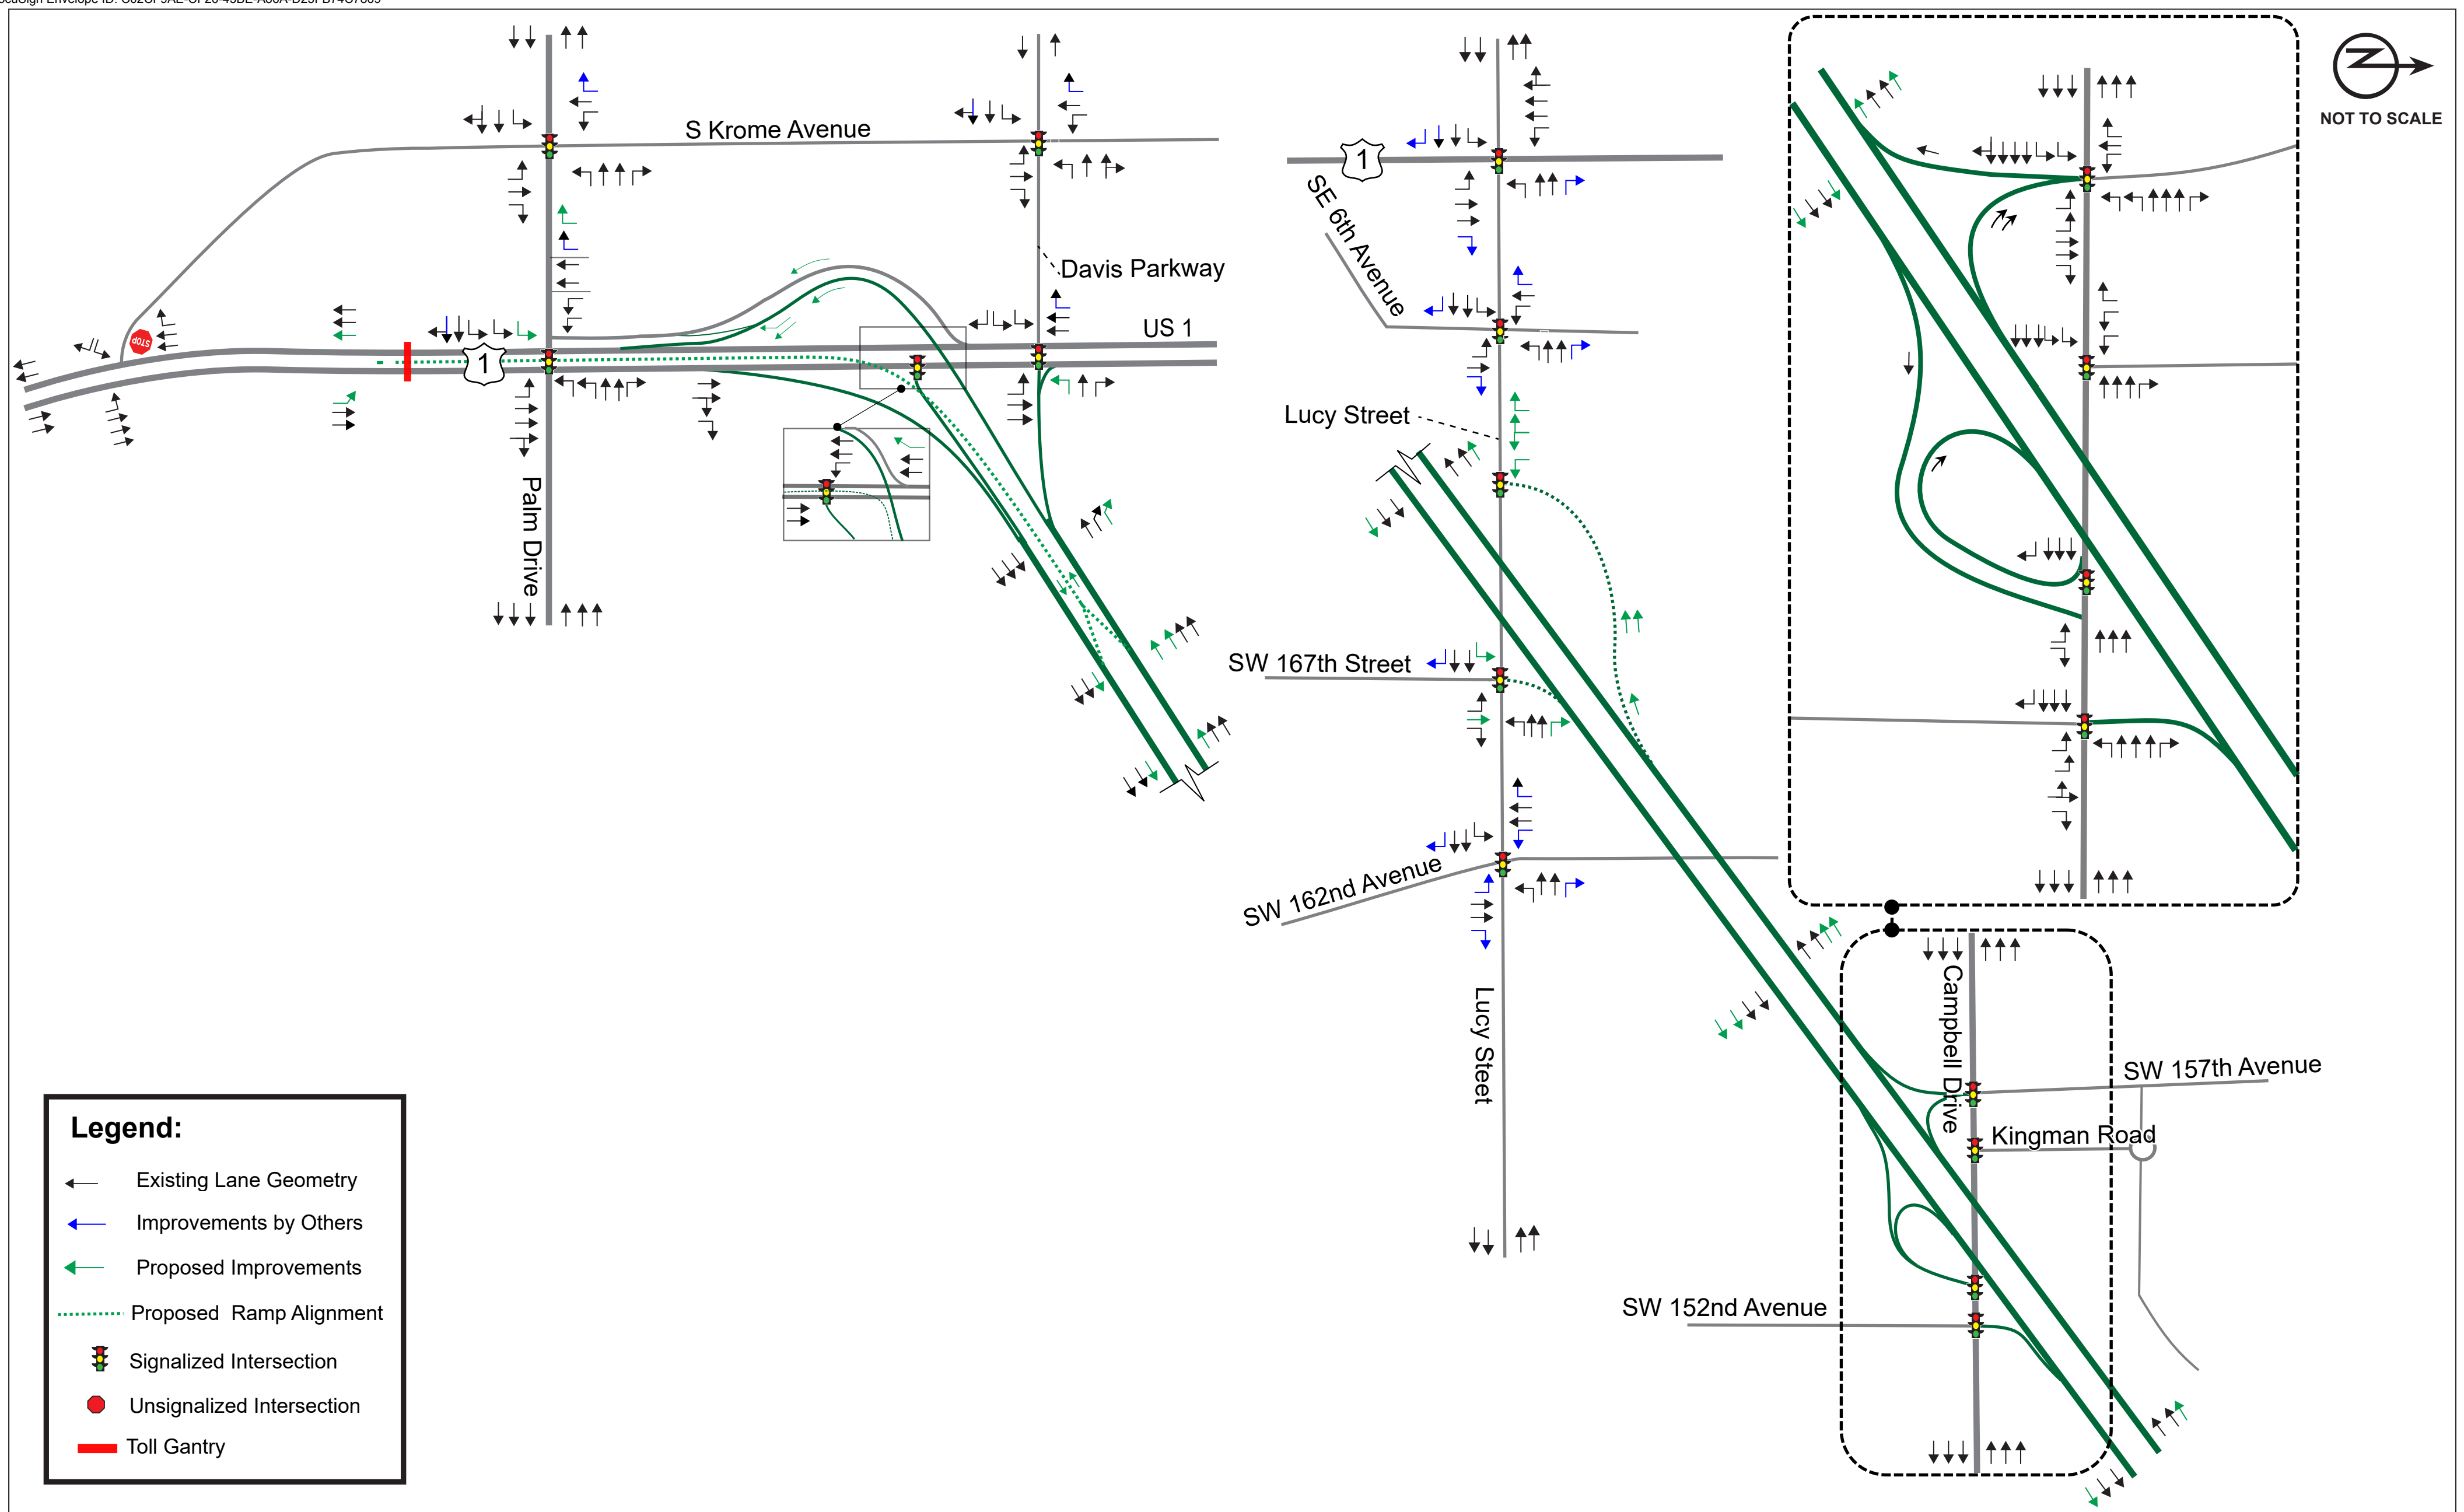 NOT TO SCALE
S Krome Avenue
1
SE 6th Avenue
Davis Parkway
US 1
STOP
1
Lucy Street
Palm Drive
SW 167th Street
SW 162nd Avenue
Lucy Steet
Campbell Drive
SW 157th Avenue
Kingman Road
SW 152nd Avenue
Legend:
Existing Lane Geometry
Improvements by Others
Proposed Improvements
Proposed Ramp Alignment
Signalized Intersection
Unsignalized Intersection
Toll Gantry